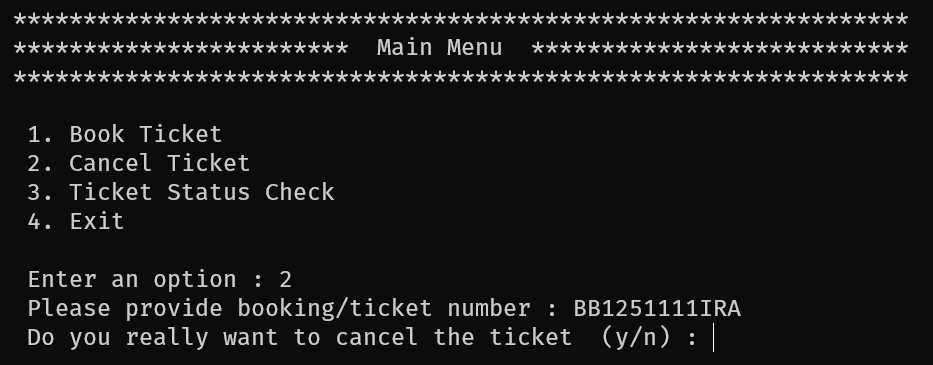 ****************************************************************
************************  Main Menu  ***************************
****************************************************************
1. Book Ticket
2. Cancel Ticket
3. Ticket Status Check
4. Exit
Enter an option : 2
Please provide booking/ticket number : BB1251111IRA
Do you really want to cancel the ticket  (y/n) :